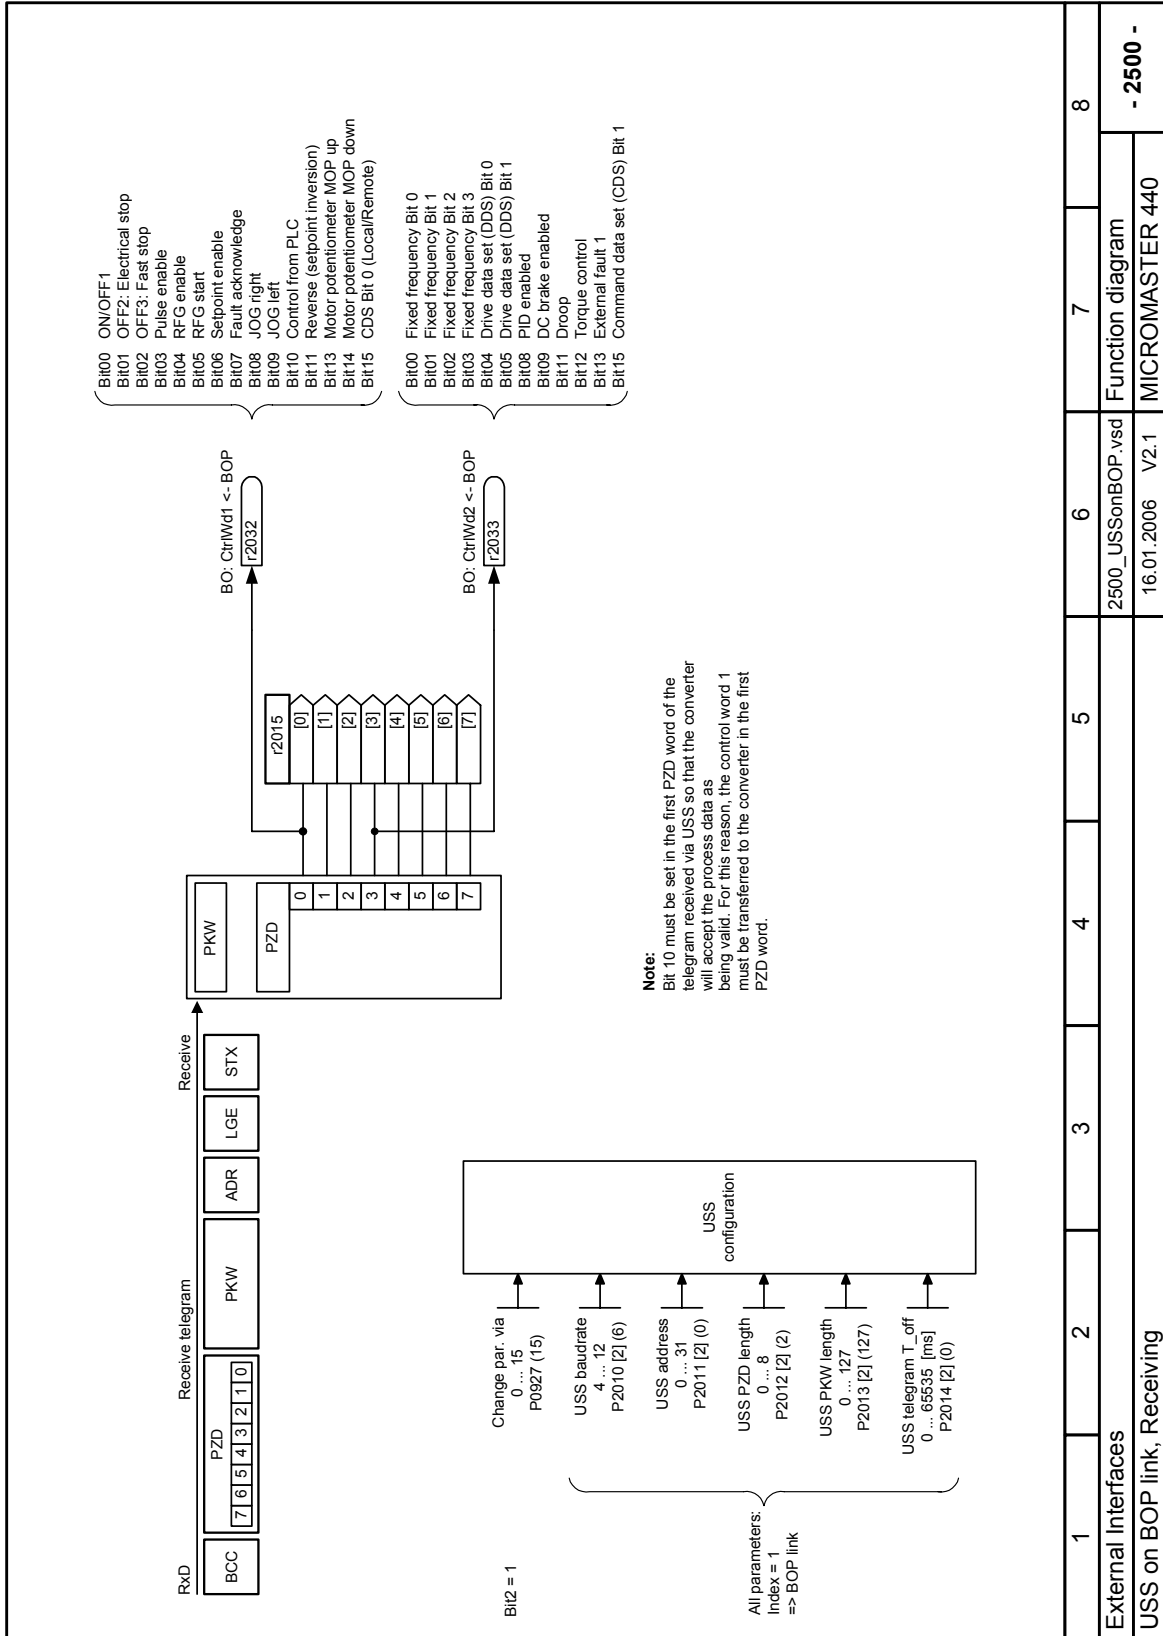 RxD
Receive telegram
Receive
BCC
PZD
7 6 5 4 3 2 1 0
PKW
ADR
LGE
STX
PKW
PZD
0
1
2
3
4
5
6
7
r2015
[0]
[1]
[2]
[3]
[4]
[5]
[6]
[7]
BO: CtrlWd1 <- BOP
r2032
BO: CtrlWd2 <- BOP
r2033
Bit00 ON/OFF1
Bit01 OFF2: Electrical stop
Bit02 OFF3: Fast stop
Bit03 Pulse enable
Bit04 RFG enable
Bit05 RFG start
Bit06 Setpoint enable
Bit07 Fault acknowledge
Bit08 JOG right
Bit09 JOG left
Bit10 Control from PLC
Bit11 Reverse (setpoint inversion)
Bit13 Motor potentiometer MOP up
Bit14 Motor potentiometer MOP down
Bit15 CDS Bit 0 (Local/Remote)
Bit00 Fixed frequency Bit 0
Bit01 Fixed frequency Bit 1
Bit02 Fixed frequency Bit 2
Bit03 Fixed frequency Bit 3
Bit04 Drive data set (DDS) Bit 0
Bit05 Drive data set (DDS) Bit 1
Bit08 PID enabled
Bit09 DC brake enabled
Bit11 Droop
Bit12 Torque control
Bit13 External fault 1
Bit15 Command data set (CDS) Bit 1
Bit2 = 1
Change par. via
0 ... 15
P0927 (15)
USS baudrate
4 ... 12
P2010 [2] (6)
USS address
0 ... 31
P2011 [2] (0)
USS PZD length
0 ... 8
P2012 [2] (2)
USS PKW length
0 ... 127
P2013 [2] (127)
USS telegram T_off
0 ... 65535 [ms]
P2014 [2] (0)
All parameters:
Index = 1
=> BOP link
USS
configuration
Note:
Bit 10 must be set in the first PZD word of the
telegram received via USS so that the converter
will accept the process data as
being valid. For this reason, the control word 1
must be transferred to the converter in the first
PZD word.
1 2 3 4 5 6 7 8
External Interfaces
2500_USSonBOP.vsd
Function diagram
- 2500 -
USS on BOP link, Receiving
16.01.2006 V2.1
MICROMASTER 440